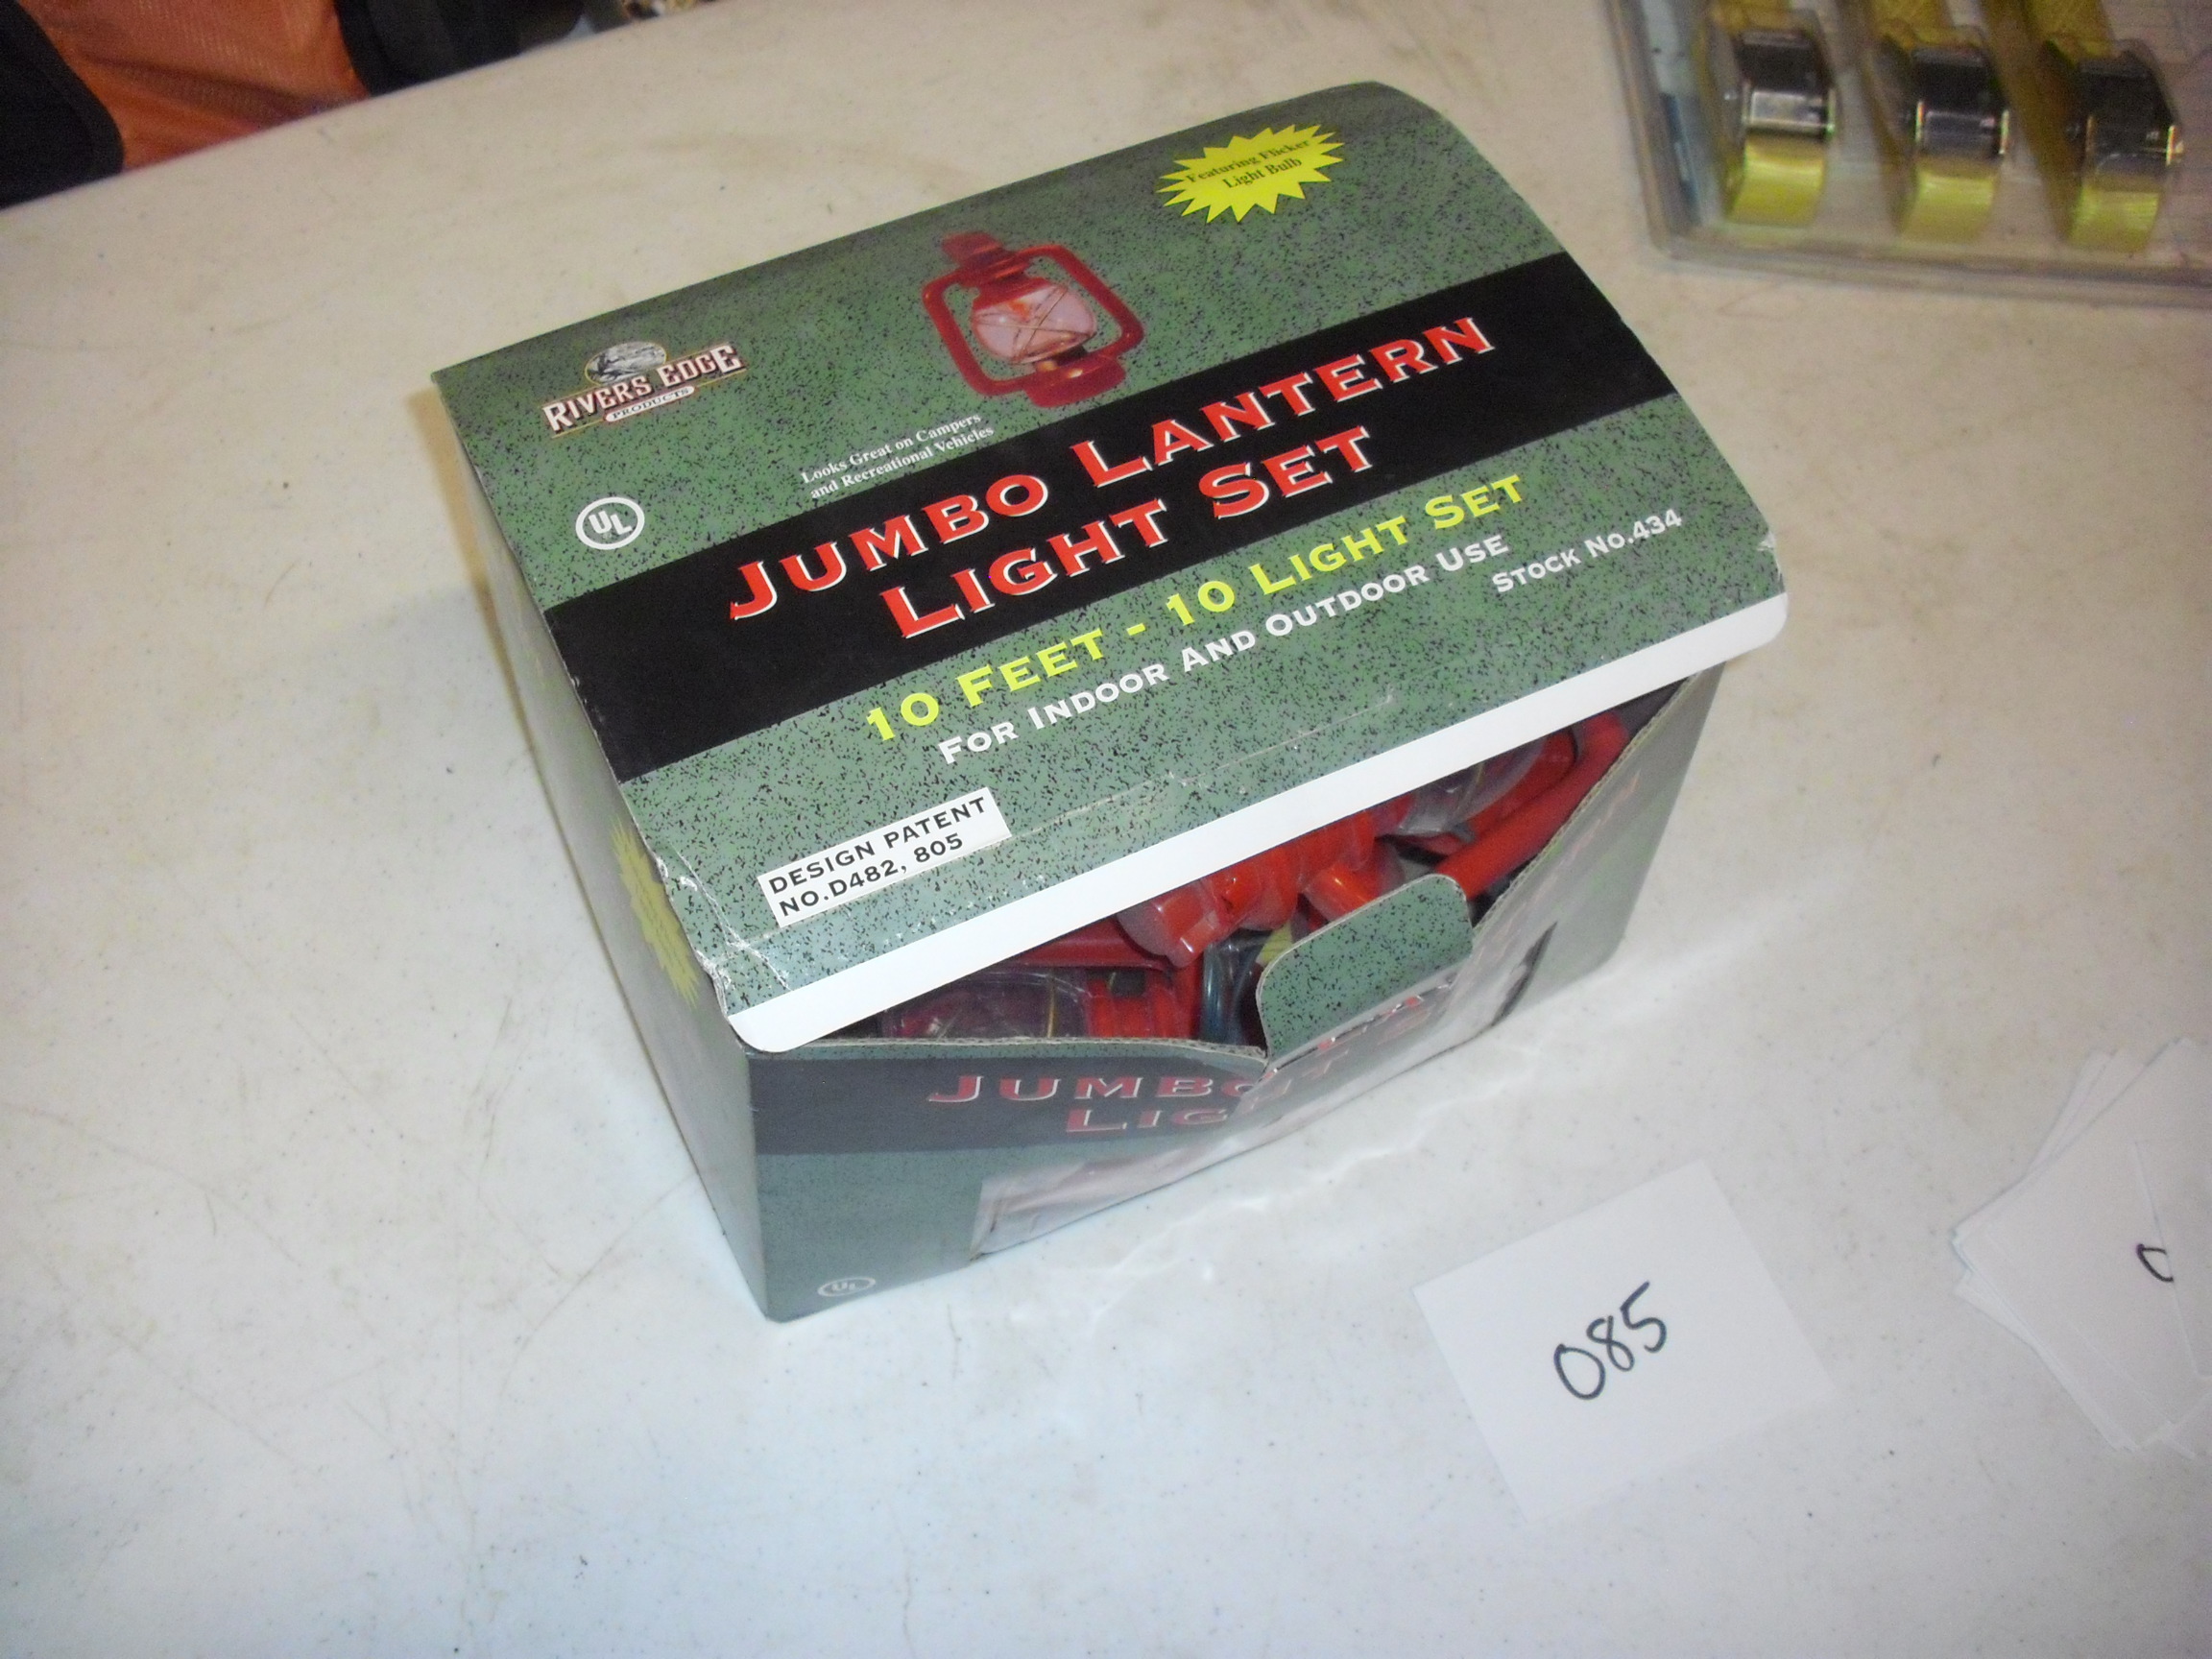 Featuring Flicker
Light Bulb
RIVERS EDGE
PRODUCTS
Looks Great on Campers
and Recreational Vehicles
UL
JUMBO LANTERN
LIGHT SET
10 FEET - 10 LIGHT SET
FOR INDOOR AND OUTDOOR USE
STOCK NO.434
DESIGN PATENT
NO.D482, 805
JUMBO
LIG
UL
085